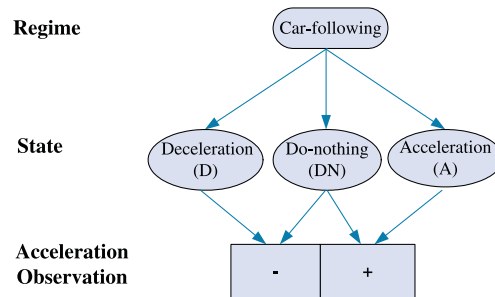 Regime
Car-following
State
Deceleration
(D)
Do-nothing
(DN)
Acceleration
(A)
Acceleration
Observation
-
+